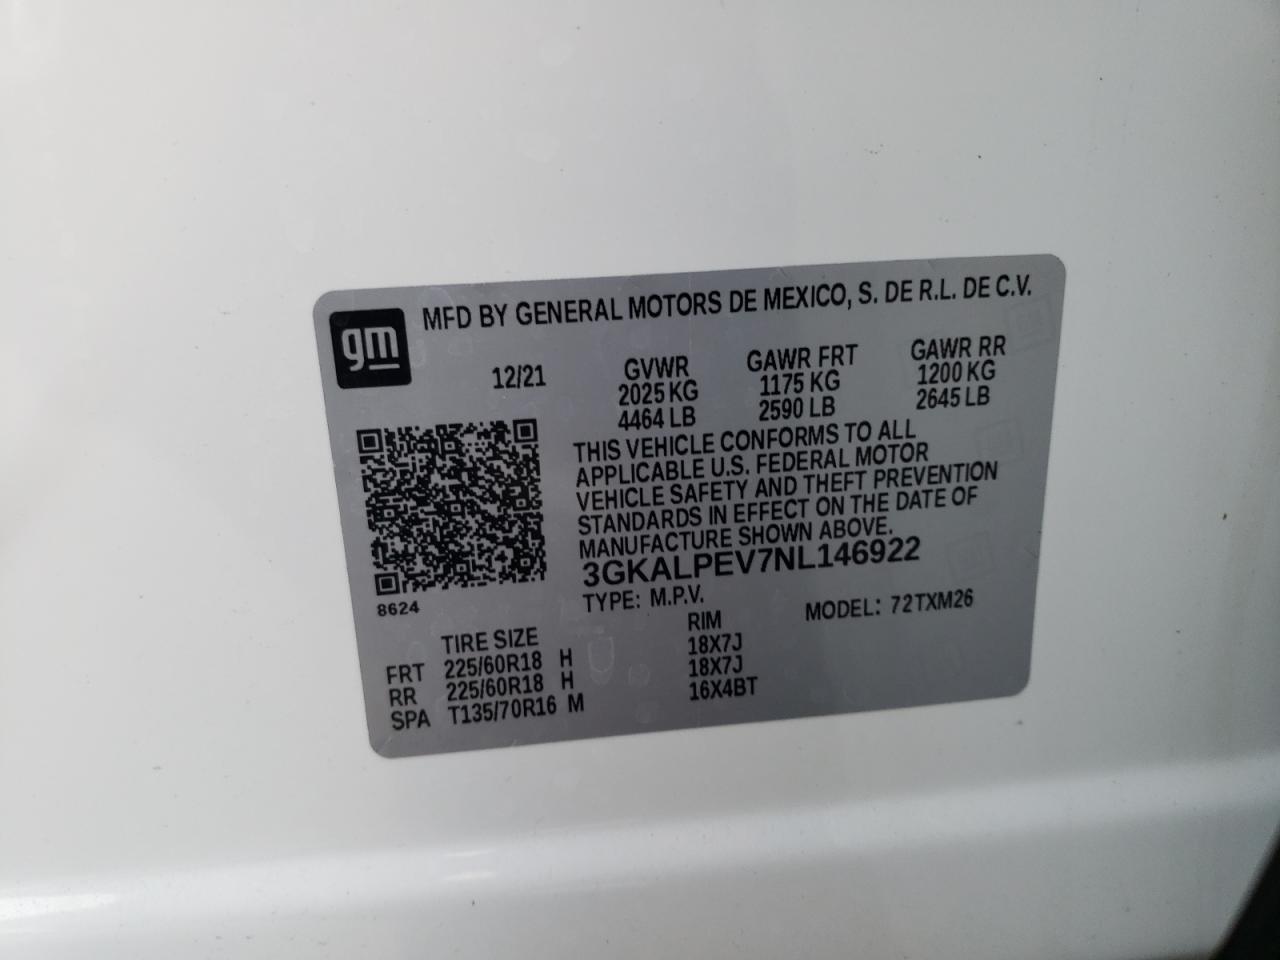 gm
MFD BY GENERAL MOTORS DE MEXICO, S. DE R.L. DE C.V.
12/21 GVWR GAWR FRT GAWR RR
2025 KG 1175 KG 1200 KG
4464 LB 2590 LB 2645 LB
THIS VEHICLE CONFORMS TO ALL
APPLICABLE U.S. FEDERAL MOTOR
VEHICLE SAFETY AND THEFT PREVENTION
STANDARDS IN EFFECT ON THE DATE OF
MANUFACTURE SHOWN ABOVE.
3GKALPEV7NL146922
8624
TYPE: M.P.V. MODEL: 72TXM26
TIRE SIZE RIM
FRT 225/60R18 H 18X7J
RR 225/60R18 H 18X7J
SPA T135/70R16 M 16X4BT